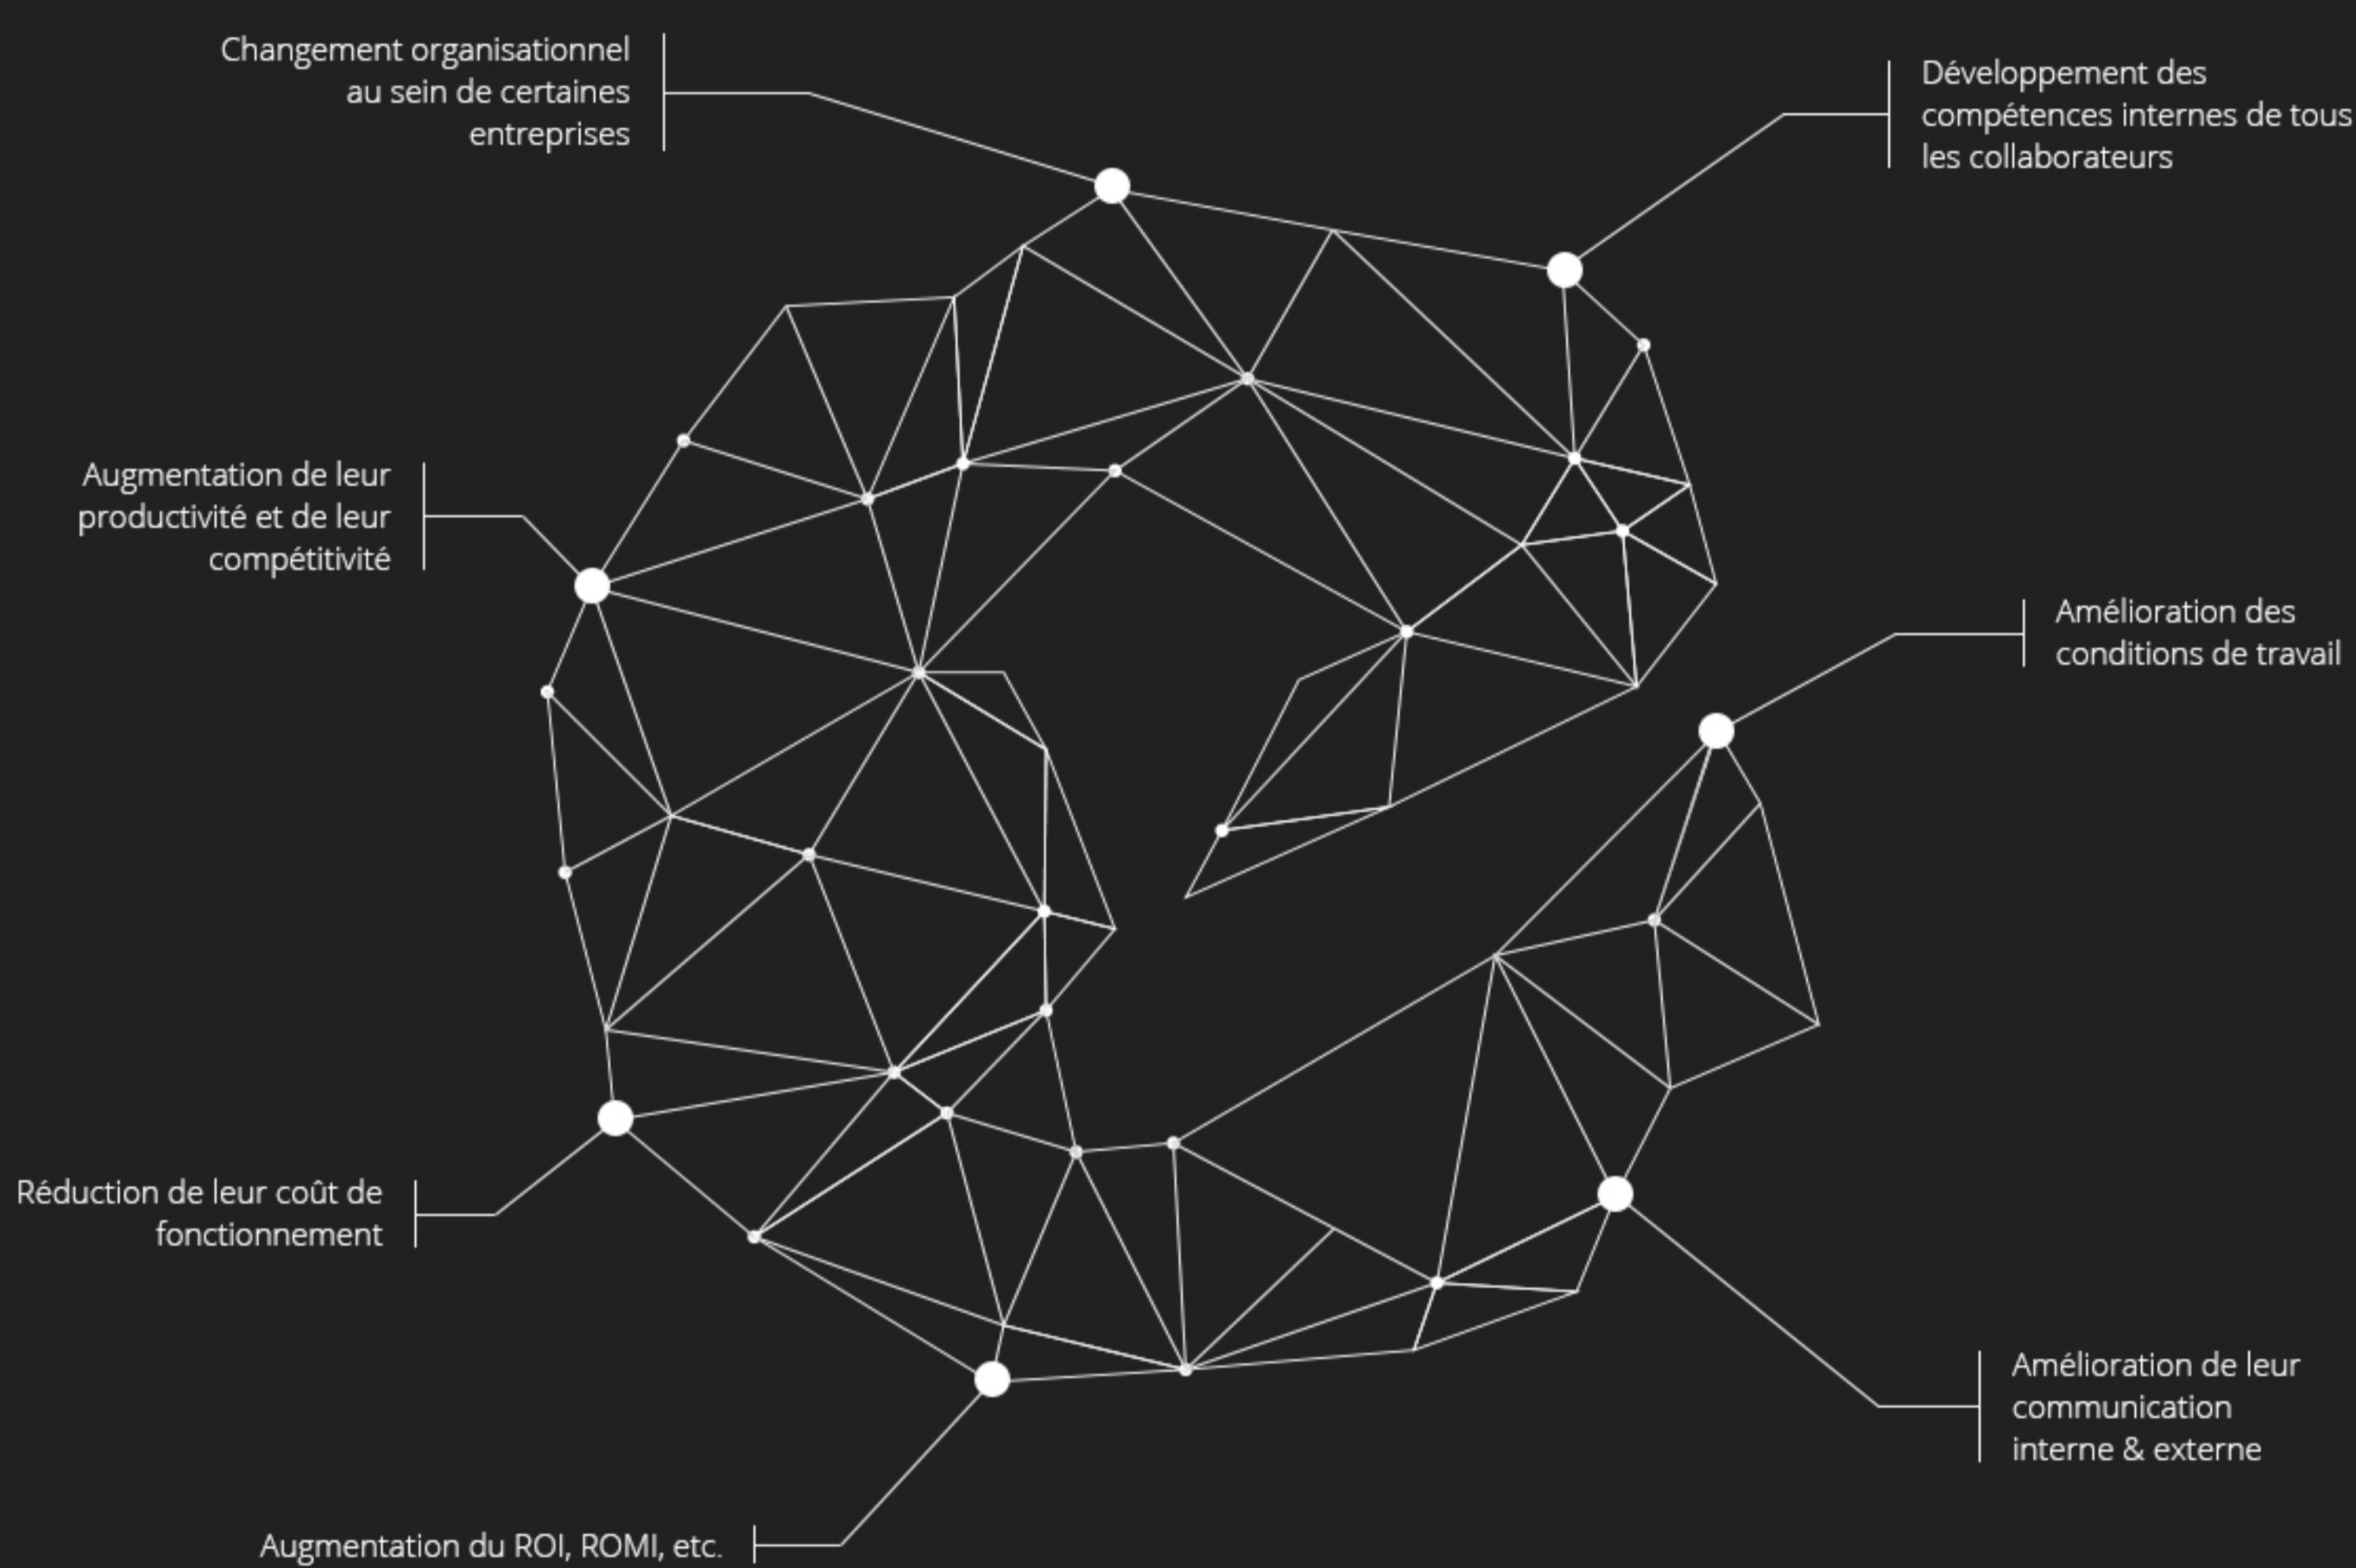 Changement organisationnel
au sein de certaines
entreprises
Développement des
compétences internes de tous
les collaborateurs
Augmentation de leur
productivité et de leur
compétitivité
Amélioration des
conditions de travail
Réduction de leur coût de
fonctionnement
Amélioration de leur
communication
interne & externe
Augmentation du ROI, ROMI, etc.